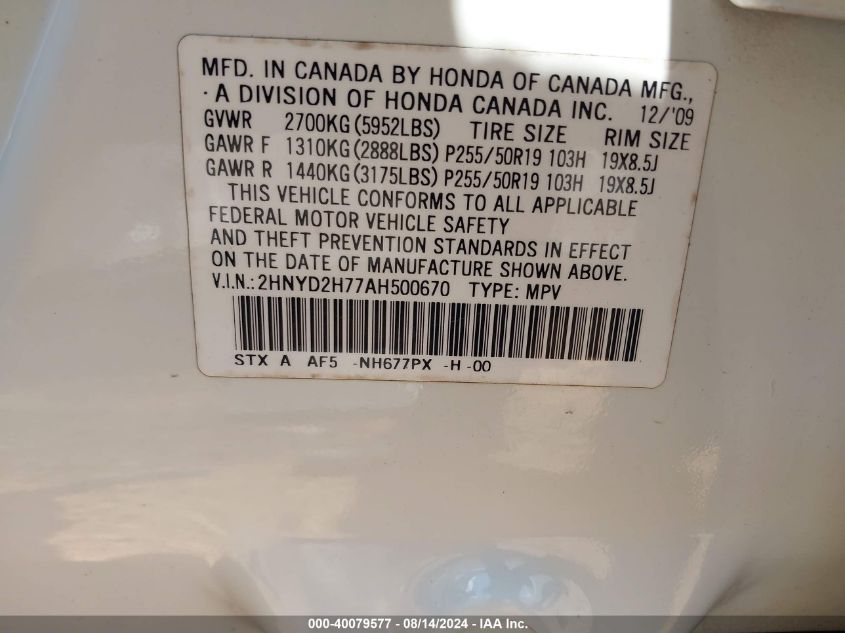 MFD. IN CANADA BY HONDA OF CANADA MFG.,
· A DIVISION OF HONDA CANADA INC. 12/'09
GVWR 2700KG(5952LBS) TIRE SIZE RIM SIZE
GAWR F 1310KG(2888LBS) P255/50R19 103H 19X8.5J
GAWR R 1440KG(3175LBS) P255/50R19 103H 19X8.5J
THIS VEHICLE CONFORMS TO ALL APPLICABLE
FEDERAL MOTOR VEHICLE SAFETY
AND THEFT PREVENTION STANDARDS IN EFFECT
ON THE DATE OF MANUFACTURE SHOWN ABOVE.
V.I.N.:2HNYD2H77AH500670 TYPE: MPV
STX A AF5 -NH677PX -H -00
000-40079577 - 08/14/2024 - IAA Inc.